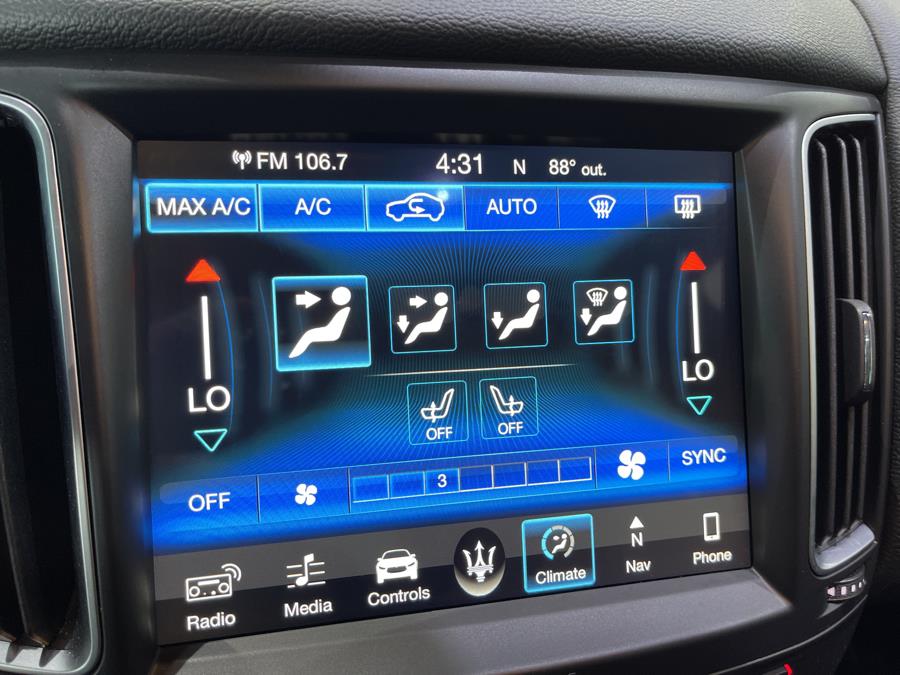 FM 106.7 4:31 N 88° out.
MAX A/C A/C AUTO
LO LO
OFF OFF
OFF 3 SYNC
Radio Media Controls Climate N Nav Phone